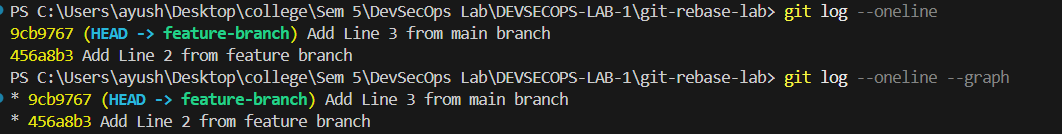 PS C:\Users\ayush\Desktop\college\Sem 5\DevSecOps Lab\DEVSECOPS-LAB-1\git-rebase-lab> git log --oneline
9cb9767 (HEAD -> feature-branch) Add Line 3 from main branch
456a8b3 Add Line 2 from feature branch
PS C:\Users\ayush\Desktop\college\Sem 5\DevSecOps Lab\DEVSECOPS-LAB-1\git-rebase-lab> git log --oneline --graph
* 9cb9767 (HEAD -> feature-branch) Add Line 3 from main branch
* 456a8b3 Add Line 2 from feature branch